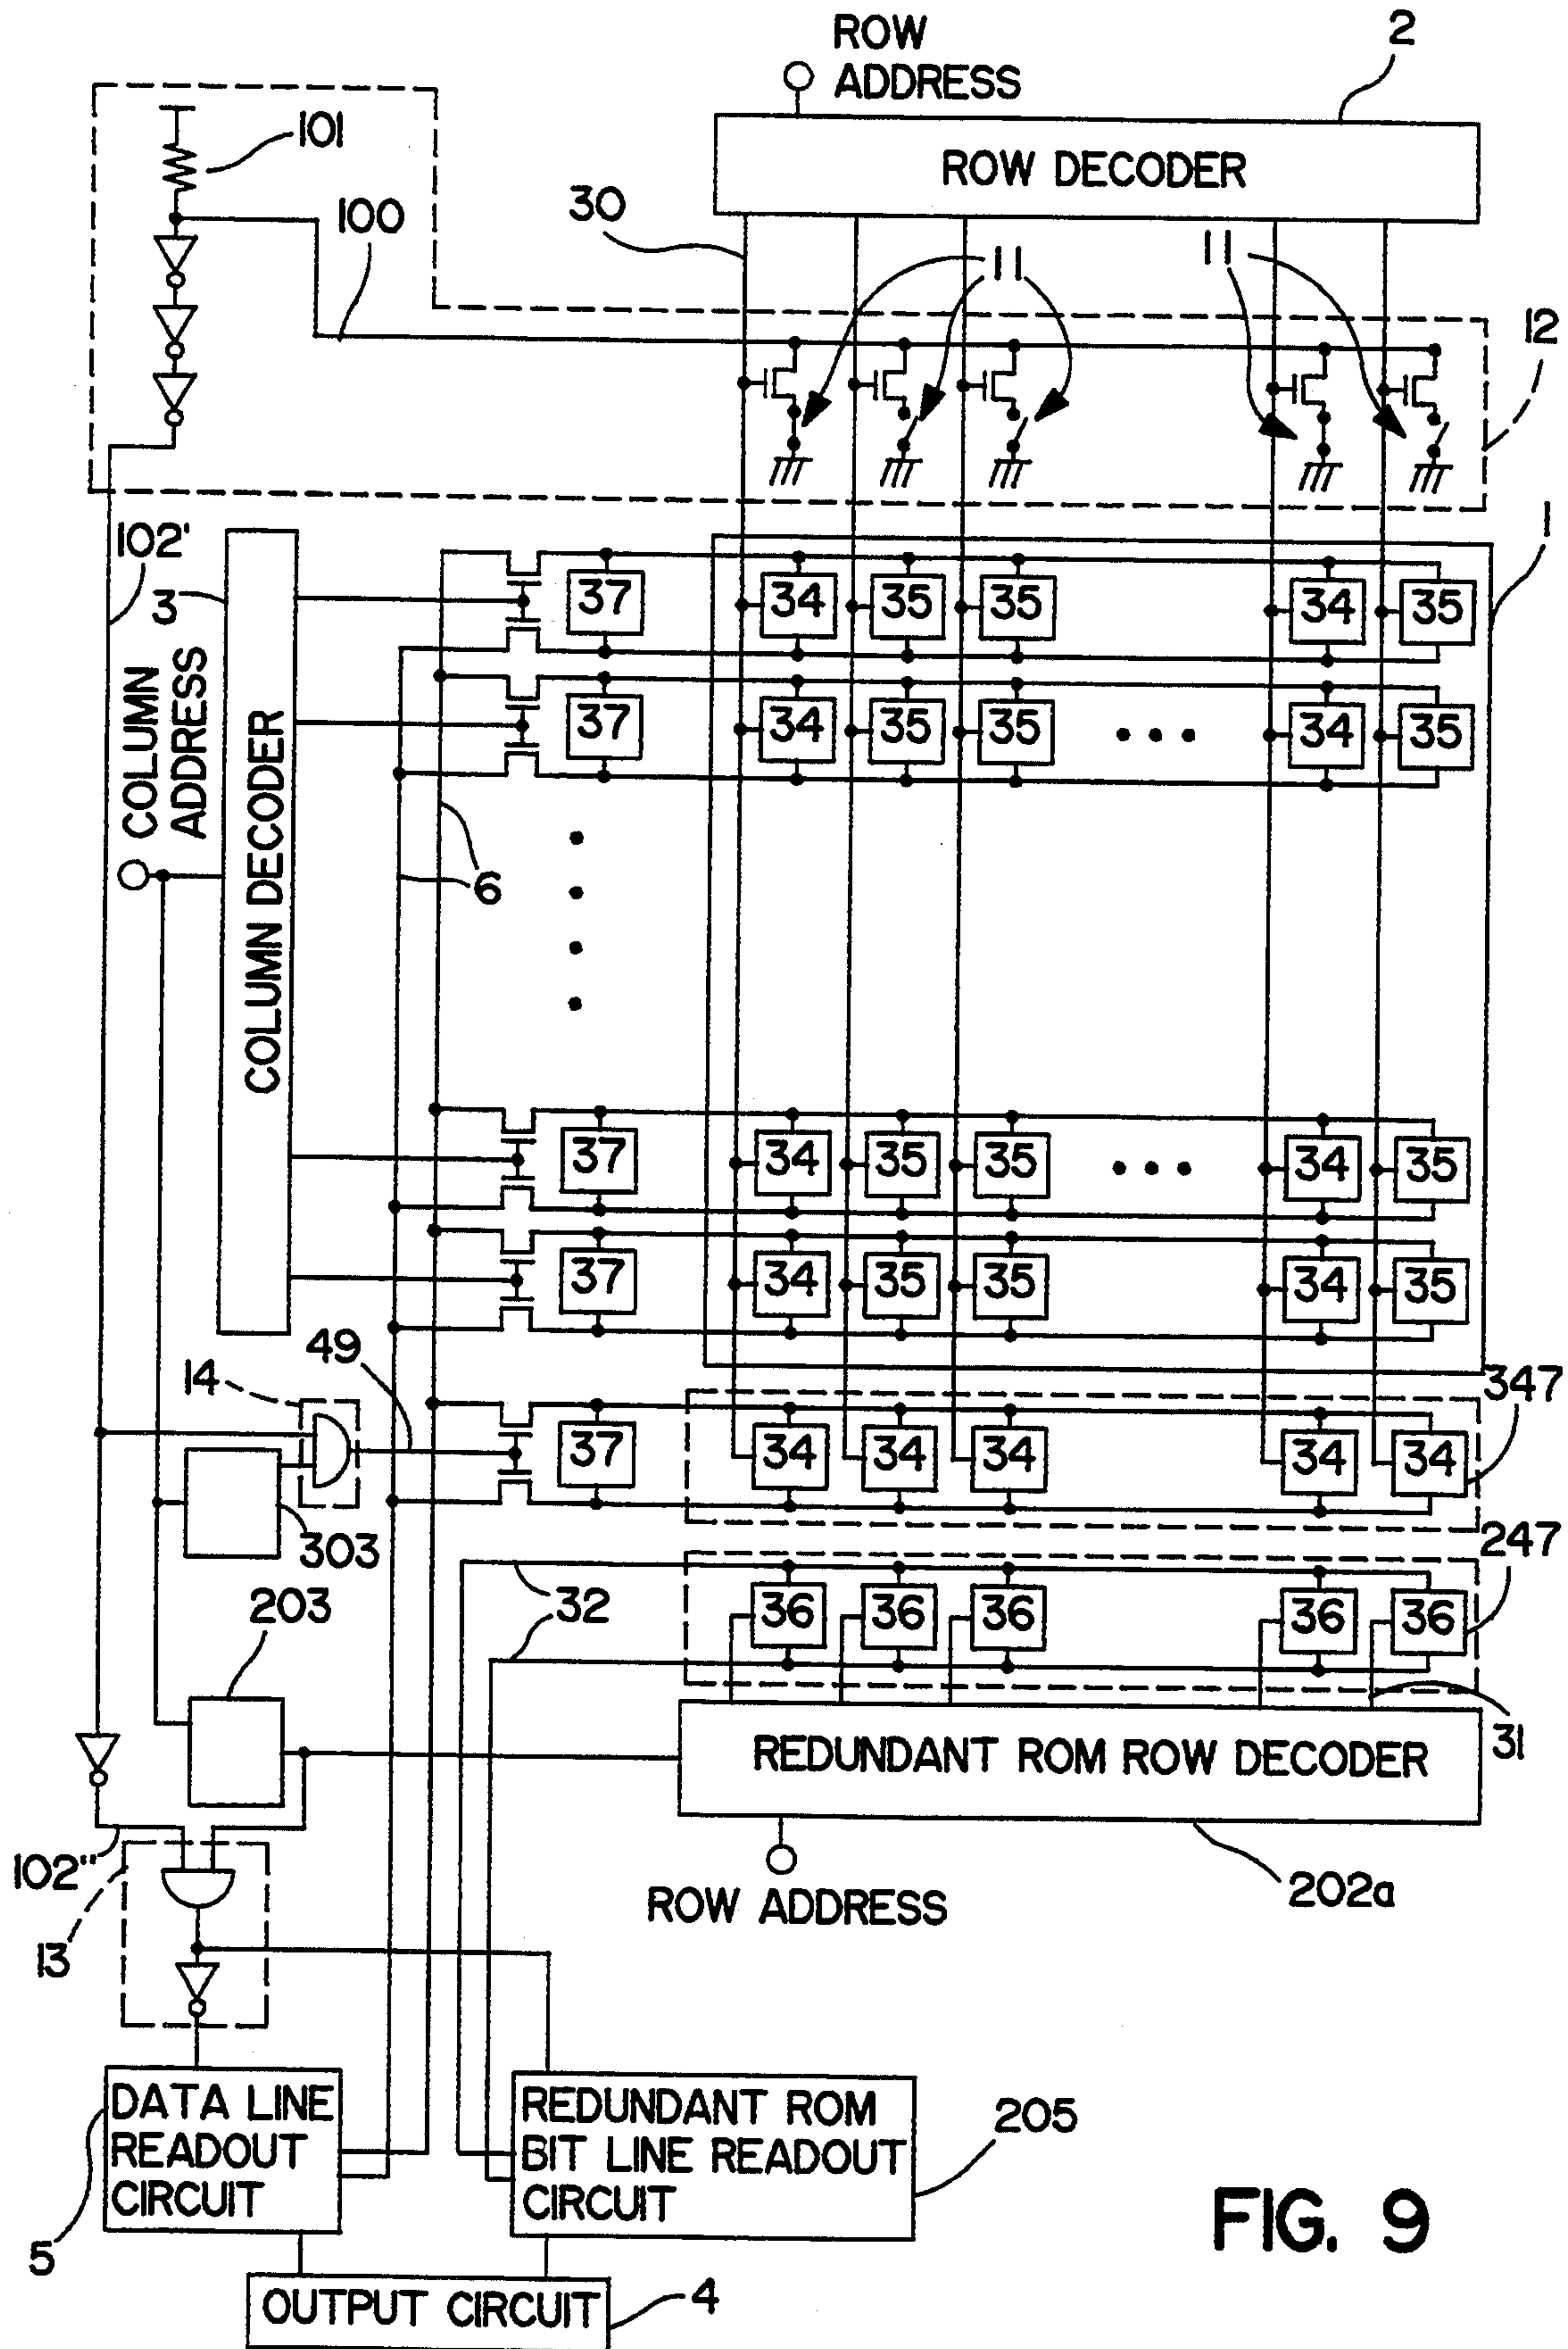 ROW
ADDRESS
2
ROW DECODER
101
100
30
11
11
12
102'
3
1
COLUMN
ADDRESS
COLUMN DECODER
37 34 35 35 34 35
37 34 35 35 34 35
6
37 34 35 35 34 35
37 34 35 35 34 35
14
49
347
37 34 34 34 34 34
303
247
32
36 36 36 36 36
203
REDUNDANT ROM ROW DECODER
31
102"
ROW ADDRESS
202a
13
DATA LINE
READOUT
CIRCUIT
5
REDUNDANT ROM
BIT LINE READOUT
CIRCUIT
205
OUTPUT CIRCUIT
4
FIG. 9